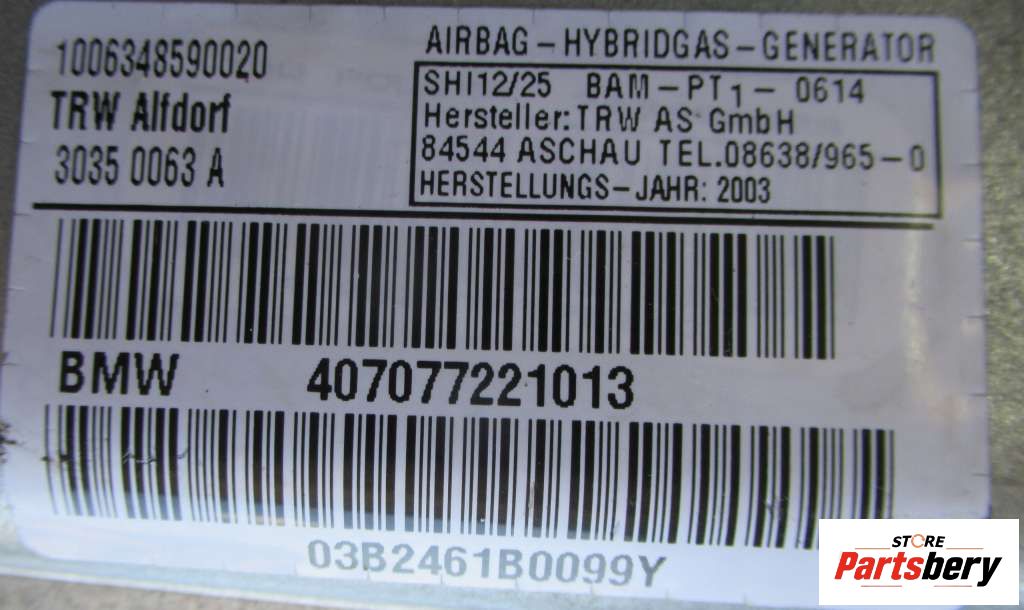 1006348590020
TRW Alfdorf
3035 0063 A
AIRBAG-HYBRIDGAS-GENERATOR
SHI12/25 BAM-PT1- 0614
Hersteller: TRW AS GmbH
84544 ASCHAU TEL.08638/965-0
HERSTELLUNGS-JAHR: 2003
BMW 407077221013
03B2461B0099Y
STORE
Partsbery